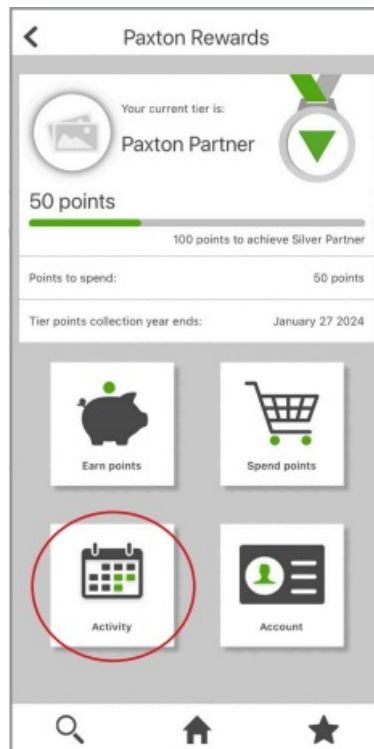 Paxton Rewards
Your current tier is:
Paxton Partner
50 points
100 points to achieve Silver Partner
Points to spend: 50 points
Tier points collection year ends: January 27 2024
Earn points
Spend points
Activity
Account